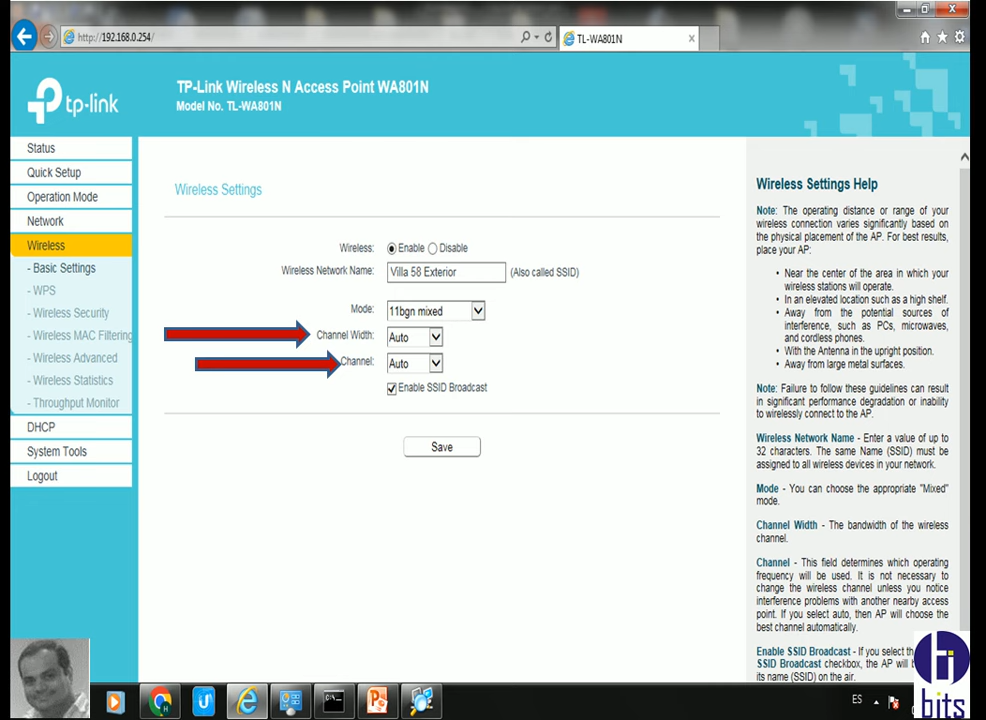 http://192.168.0.254/
TL-WA801N
tp-link
TP-Link Wireless N Access Point WA801N
Model No. TL-WA801N
Status
Quick Setup
Operation Mode
Network
Wireless
- Basic Settings
- WPS
- Wireless Security
- Wireless MAC Filtering
- Wireless Advanced
- Wireless Statistics
- Throughput Monitor
DHCP
System Tools
Logout
Wireless Settings
Wireless: Enable Disable
Wireless Network Name: Villa 58 Exterior (Also called SSID)
Mode: 11bgn mixed
Channel Width: Auto
Channel: Auto
Enable SSID Broadcast
Save
Wireless Settings Help
Note: The operating distance or range of your
wireless connection varies significantly based on
the physical placement of the AP. For best results,
place your AP:
• Near the center of the area in which your
wireless stations will operate.
• In an elevated location such as a high shelf.
• Away from the potential sources of
interference, such as PCs, microwaves,
and cordless phones.
• With the Antenna in the upright position.
• Away from large metal surfaces.
Note: Failure to follow these guidelines can result
in significant performance degradation or inability
to wirelessly connect to the AP.
Wireless Network Name - Enter a value of up to
32 characters. The same Name (SSID) must be
assigned to all wireless devices in your network.
Mode - You can choose the appropriate "Mixed"
mode.
Channel Width - The bandwidth of the wireless
channel.
Channel - This field determines which operating
frequency will be used. It is not necessary to
change the wireless channel unless you notice
interference problems with another nearby access
point. If you select auto, then AP will choose the
best channel automatically.
Enable SSID Broadcast - If you select
SSID Broadcast checkbox, the AP will
its name (SSID) on the air.
ES
hi
bits